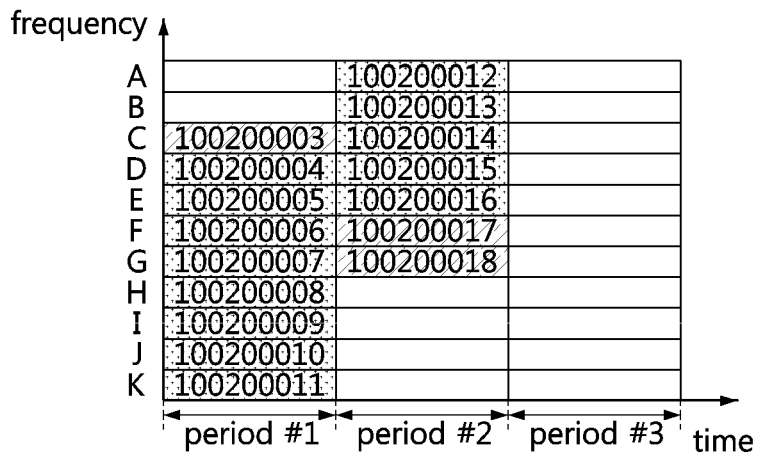 frequency
A 100200012
B 100200013
C 100200003 100200014
D 100200004 100200015
E 100200005 100200016
F 100200006 100200017
G 100200007 100200018
H 100200008
I 100200009
J 100200010
K 100200011
period #1 period #2 period #3 time